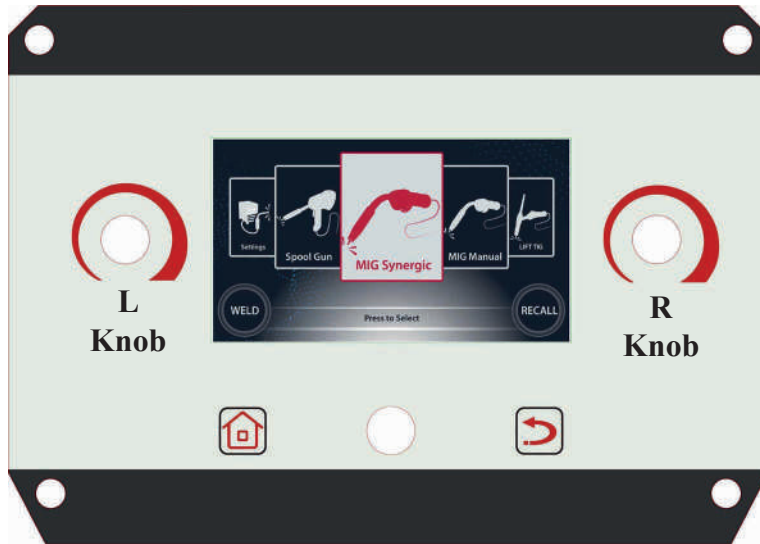 Settings
Spool Gun
MIG Synergic
MIG Manual
LIFT TIG
WELD
Press to Select
RECALL
L
Knob
R
Knob